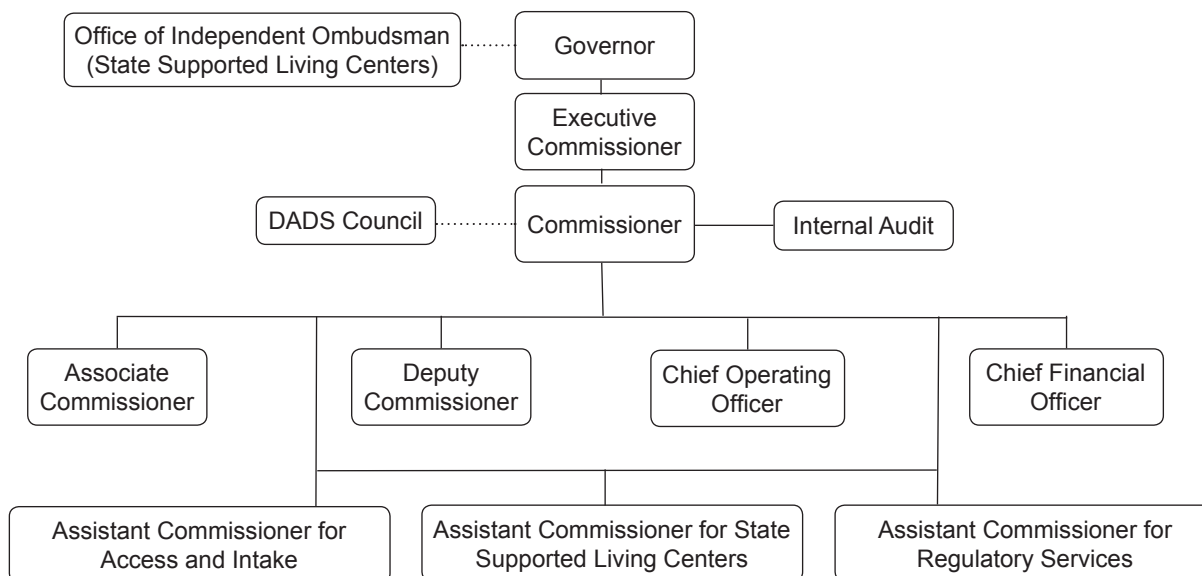 Office of Independent Ombudsman
(State Supported Living Centers)
Governor
Executive
Commissioner
DADS Council
Commissioner
Internal Audit
Associate
Commissioner
Deputy
Commissioner
Chief Operating
Officer
Chief Financial
Officer
Assistant Commissioner for
Access and Intake
Assistant Commissioner for State
Supported Living Centers
Assistant Commissioner for
Regulatory Services